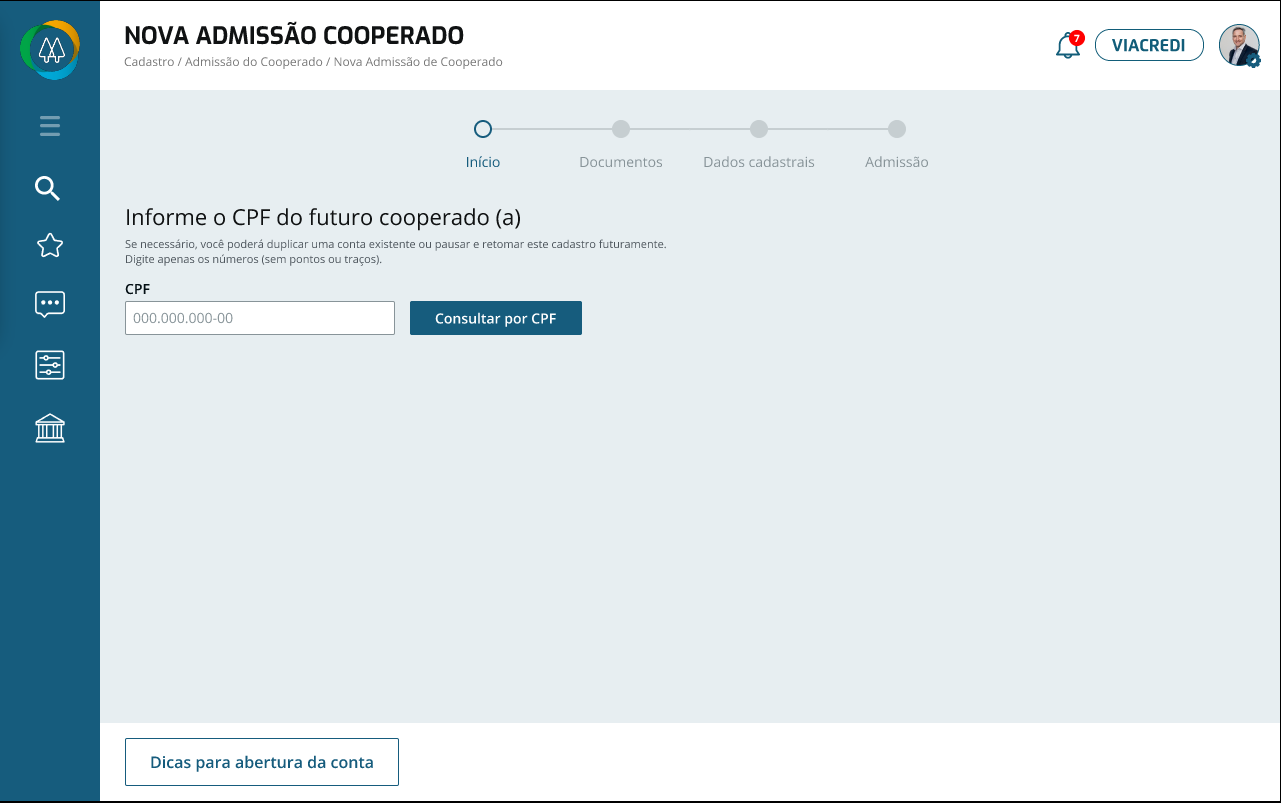 NOVA ADMISSÃO COOPERADO
Cadastro / Admissão do Cooperado / Nova Admissão de Cooperado
7
VIACREDI
Início
Documentos
Dados cadastrais
Admissão
Informe o CPF do futuro cooperado (a)
Se necessário, você poderá duplicar uma conta existente ou pausar e retomar este cadastro futuramente.
Digite apenas os números (sem pontos ou traços).
CPF
000.000.000-00
Consultar por CPF
Dicas para abertura da conta